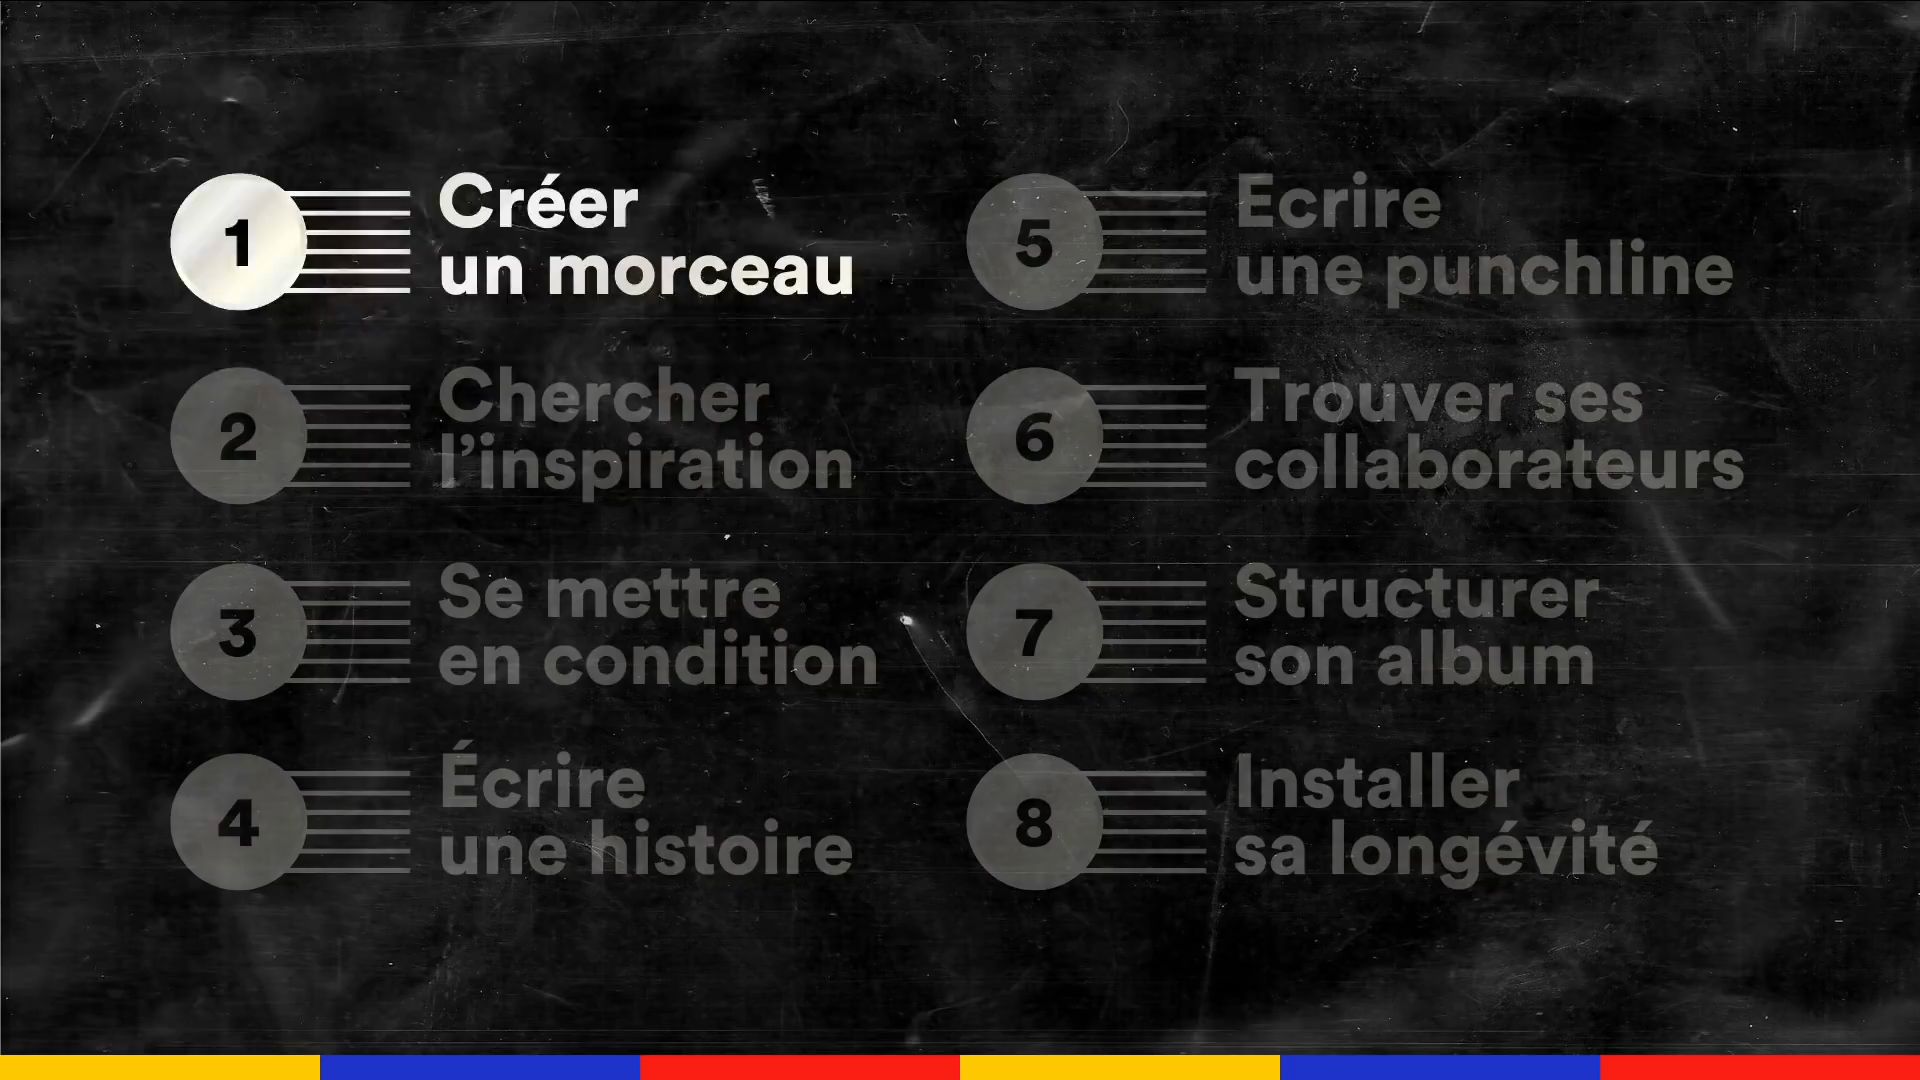 1
Créer
un morceau
2
Chercher
l’inspiration
3
Se mettre
en condition
4
Écrire
une histoire
5
Ecrire
une punchline
6
Trouver ses
collaborateurs
7
Structurer
son album
8
Installer
sa longévité